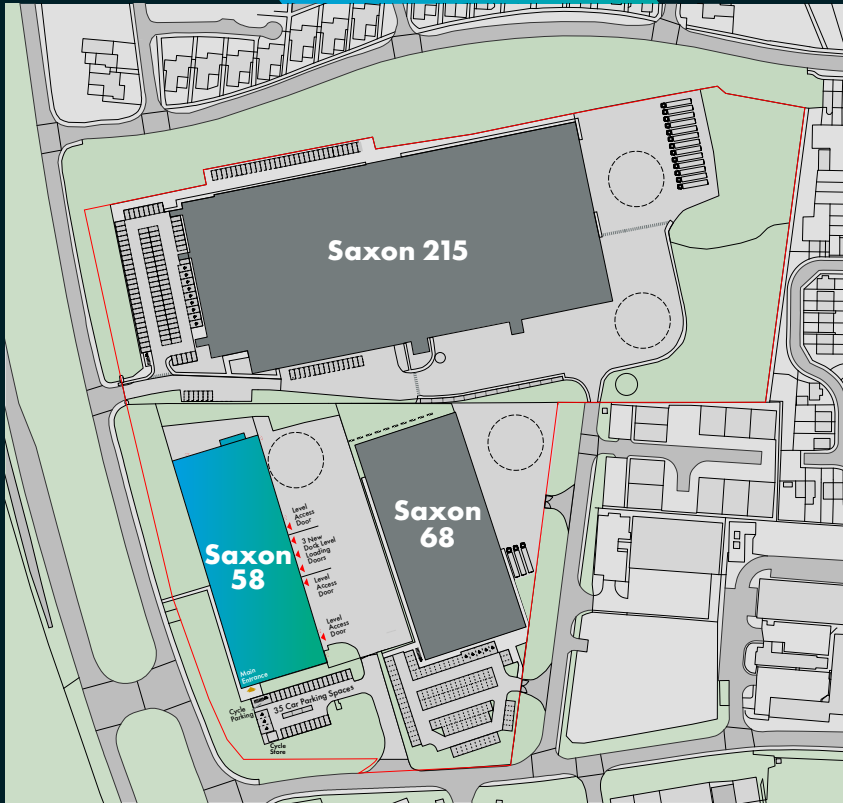 Saxon 215
Saxon
68
Saxon
58
Level
Access
Door
3 New
Dock Level
Loading
Doors
Level
Access
Door
Level
Access
Door
Main
Entrance
Cycle
Parking
35 Car Parking Spaces
Cycle
Store